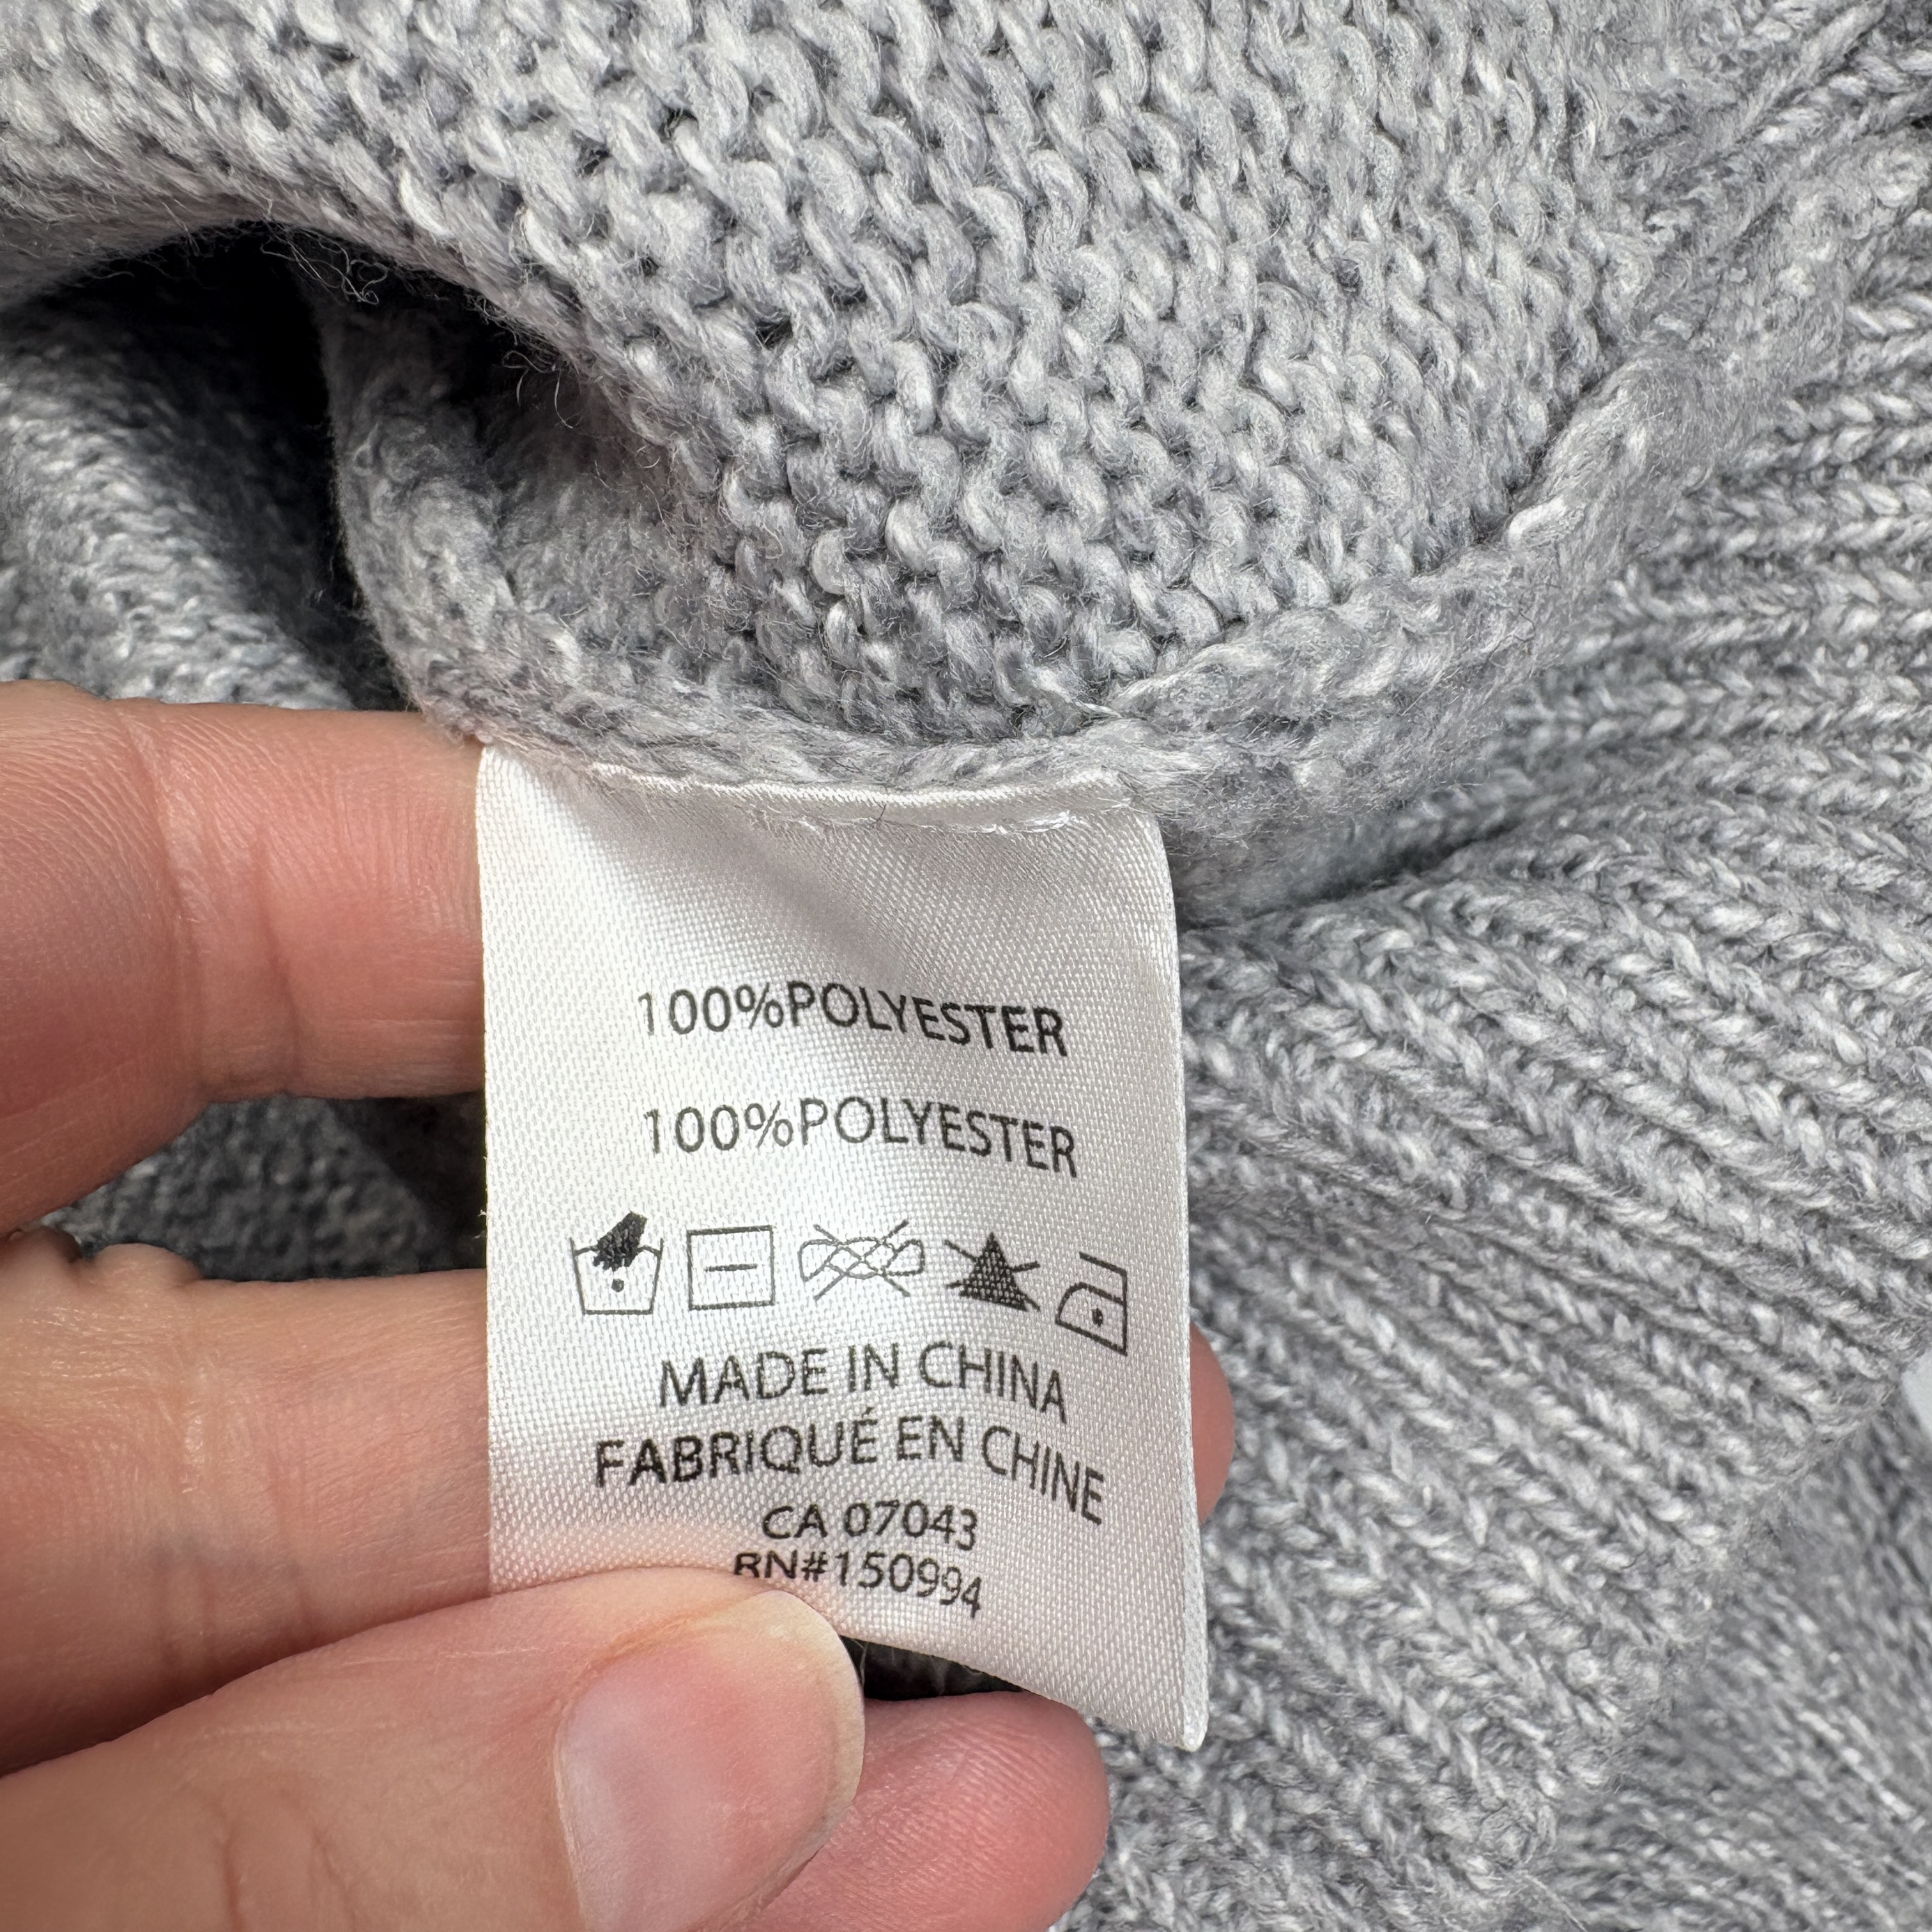 100%POLYESTER
100%POLYESTER
MADE IN CHINA
FABRIQUÉ EN CHINE
CA 07043
RN#150994